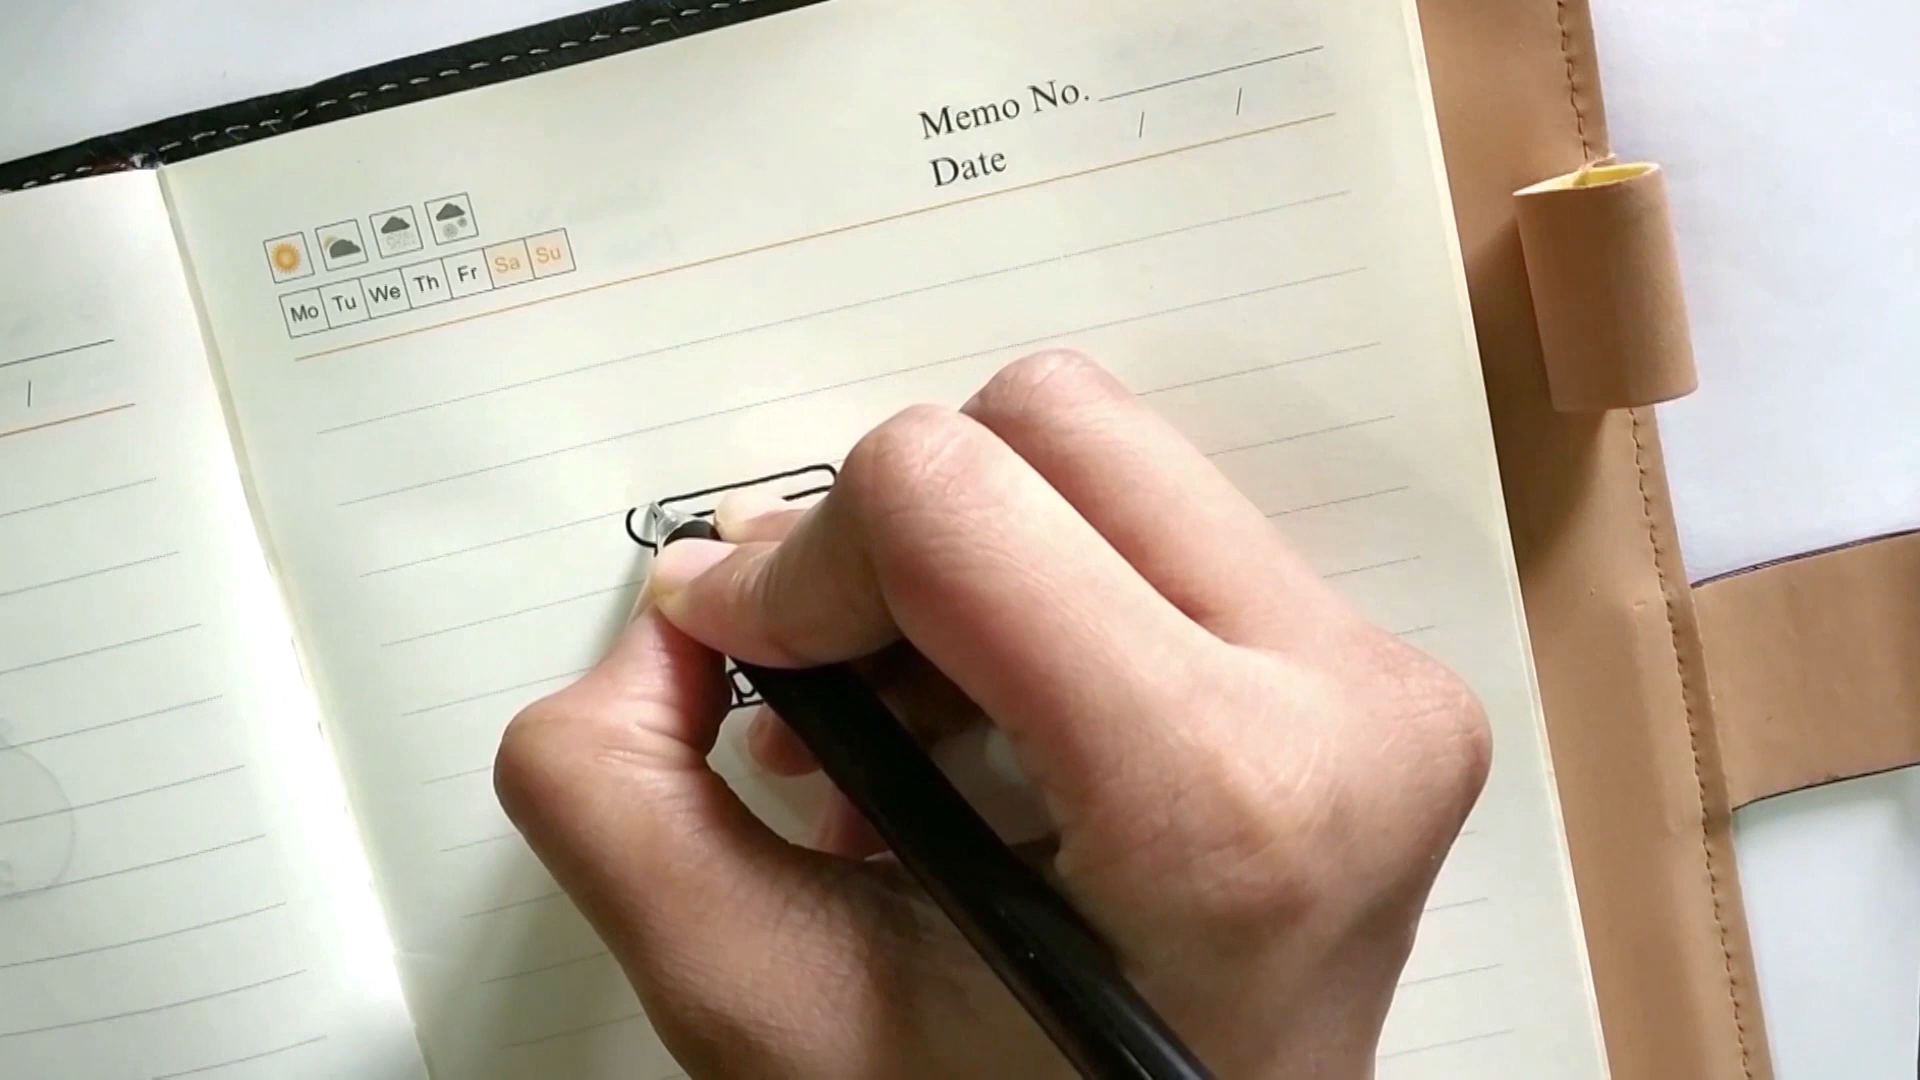 Memo No.
/ /
Date
Mo Tu We Th Fr Sa Su
/